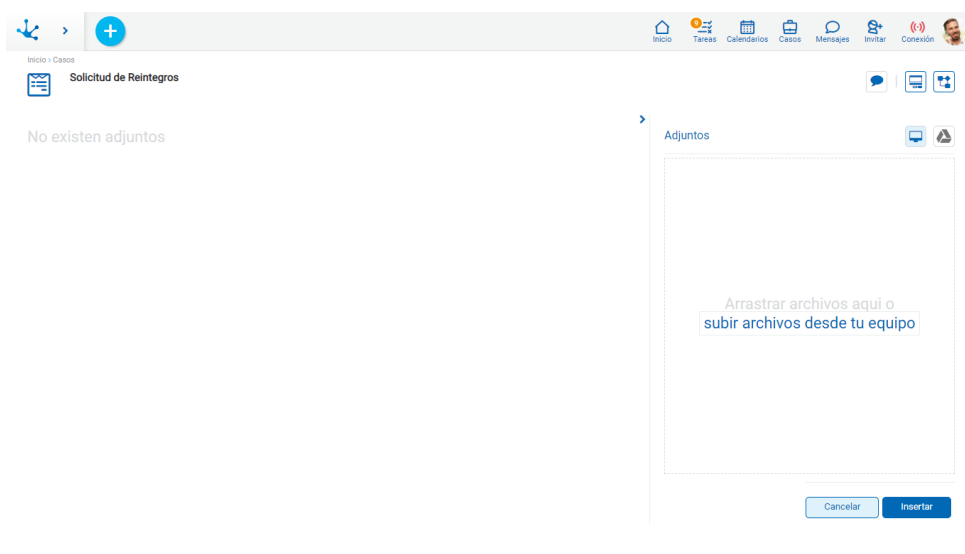 9
Inicio
Tareas
Calendarios
Casos
Mensajes
Invitar
Conexión
Inicio › Casos
Solicitud de Reintegros
No existen adjuntos
Adjuntos
Arrastrar archivos aqui o
subir archivos desde tu equipo
Cancelar
Insertar